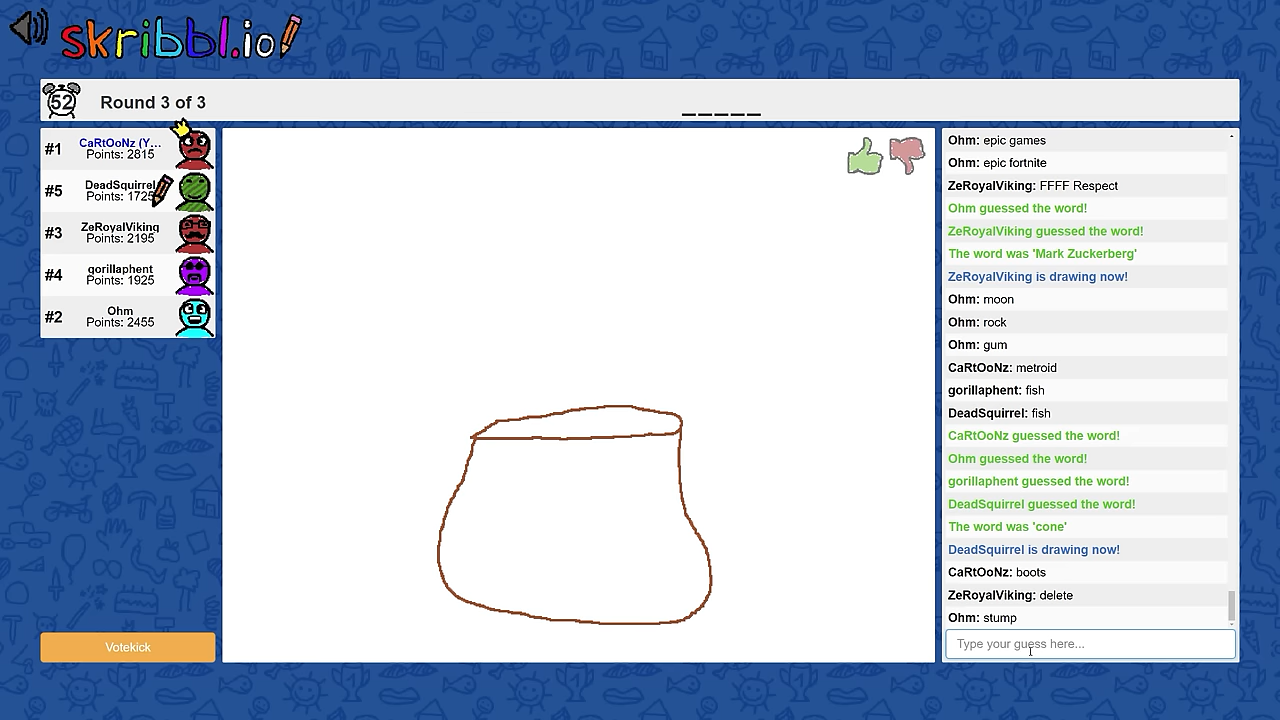 skribbl.io
52
Round 3 of 3
_____
#1
CaRtOoNz (Y...
Points: 2815
#5
DeadSquirrel
Points: 1725
#3
ZeRoyalViking
Points: 2195
#4
gorillaphent
Points: 1925
#2
Ohm
Points: 2455
Votekick
Ohm: epic games
Ohm: epic fortnite
ZeRoyalViking: FFFF Respect
Ohm guessed the word!
ZeRoyalViking guessed the word!
The word was 'Mark Zuckerberg'
ZeRoyalViking is drawing now!
Ohm: moon
Ohm: rock
Ohm: gum
CaRtOoNz: metroid
gorillaphent: fish
DeadSquirrel: fish
CaRtOoNz guessed the word!
Ohm guessed the word!
gorillaphent guessed the word!
DeadSquirrel guessed the word!
The word was 'cone'
DeadSquirrel is drawing now!
CaRtOoNz: boots
ZeRoyalViking: delete
Ohm: stump
Type your guess here...